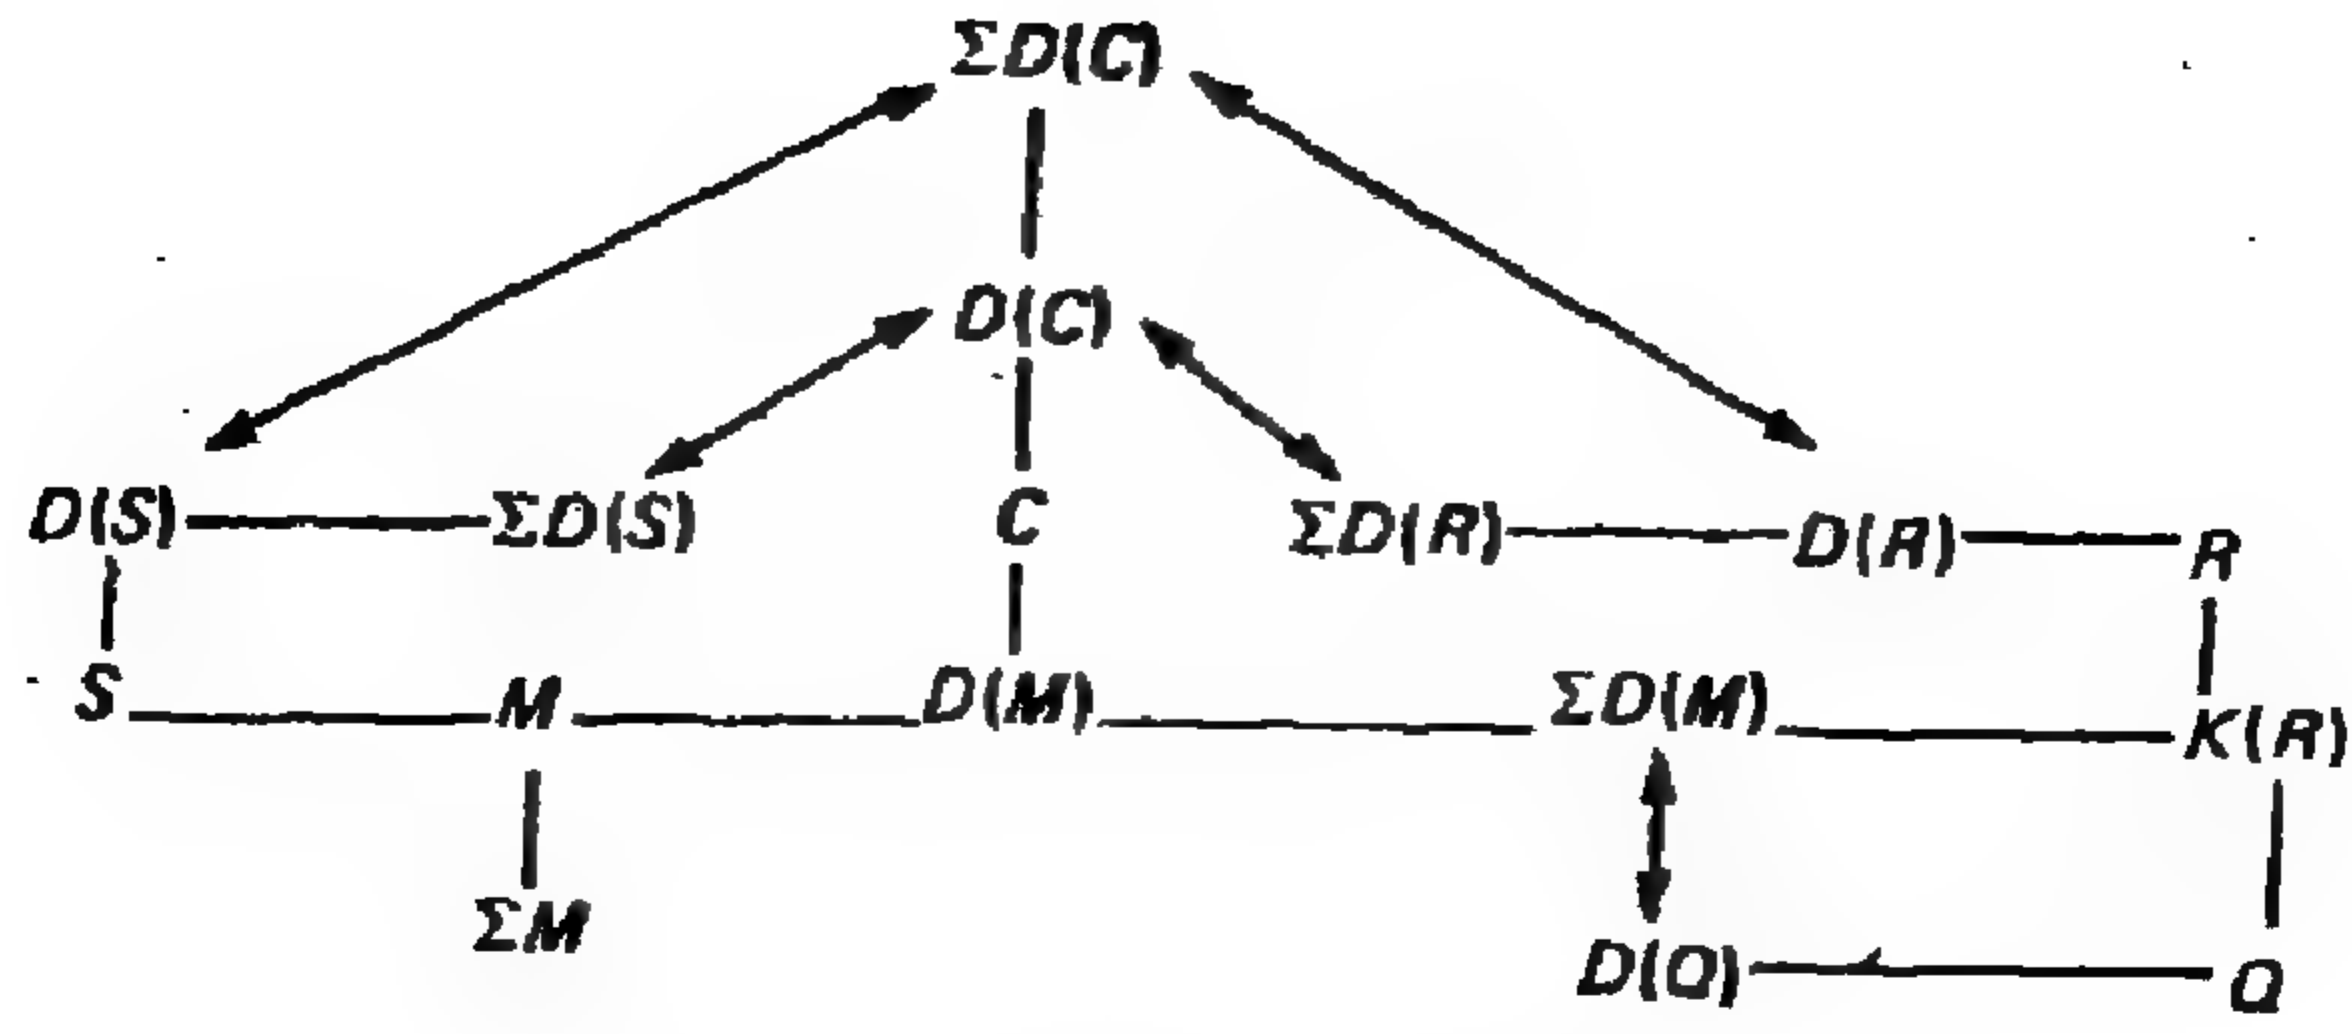 ΣD(C)
D(C)
D(S) ΣD(S) C ΣD(R) D(R) R
S M D(M) ΣD(M) K(R)
ΣM
D(Q) Q